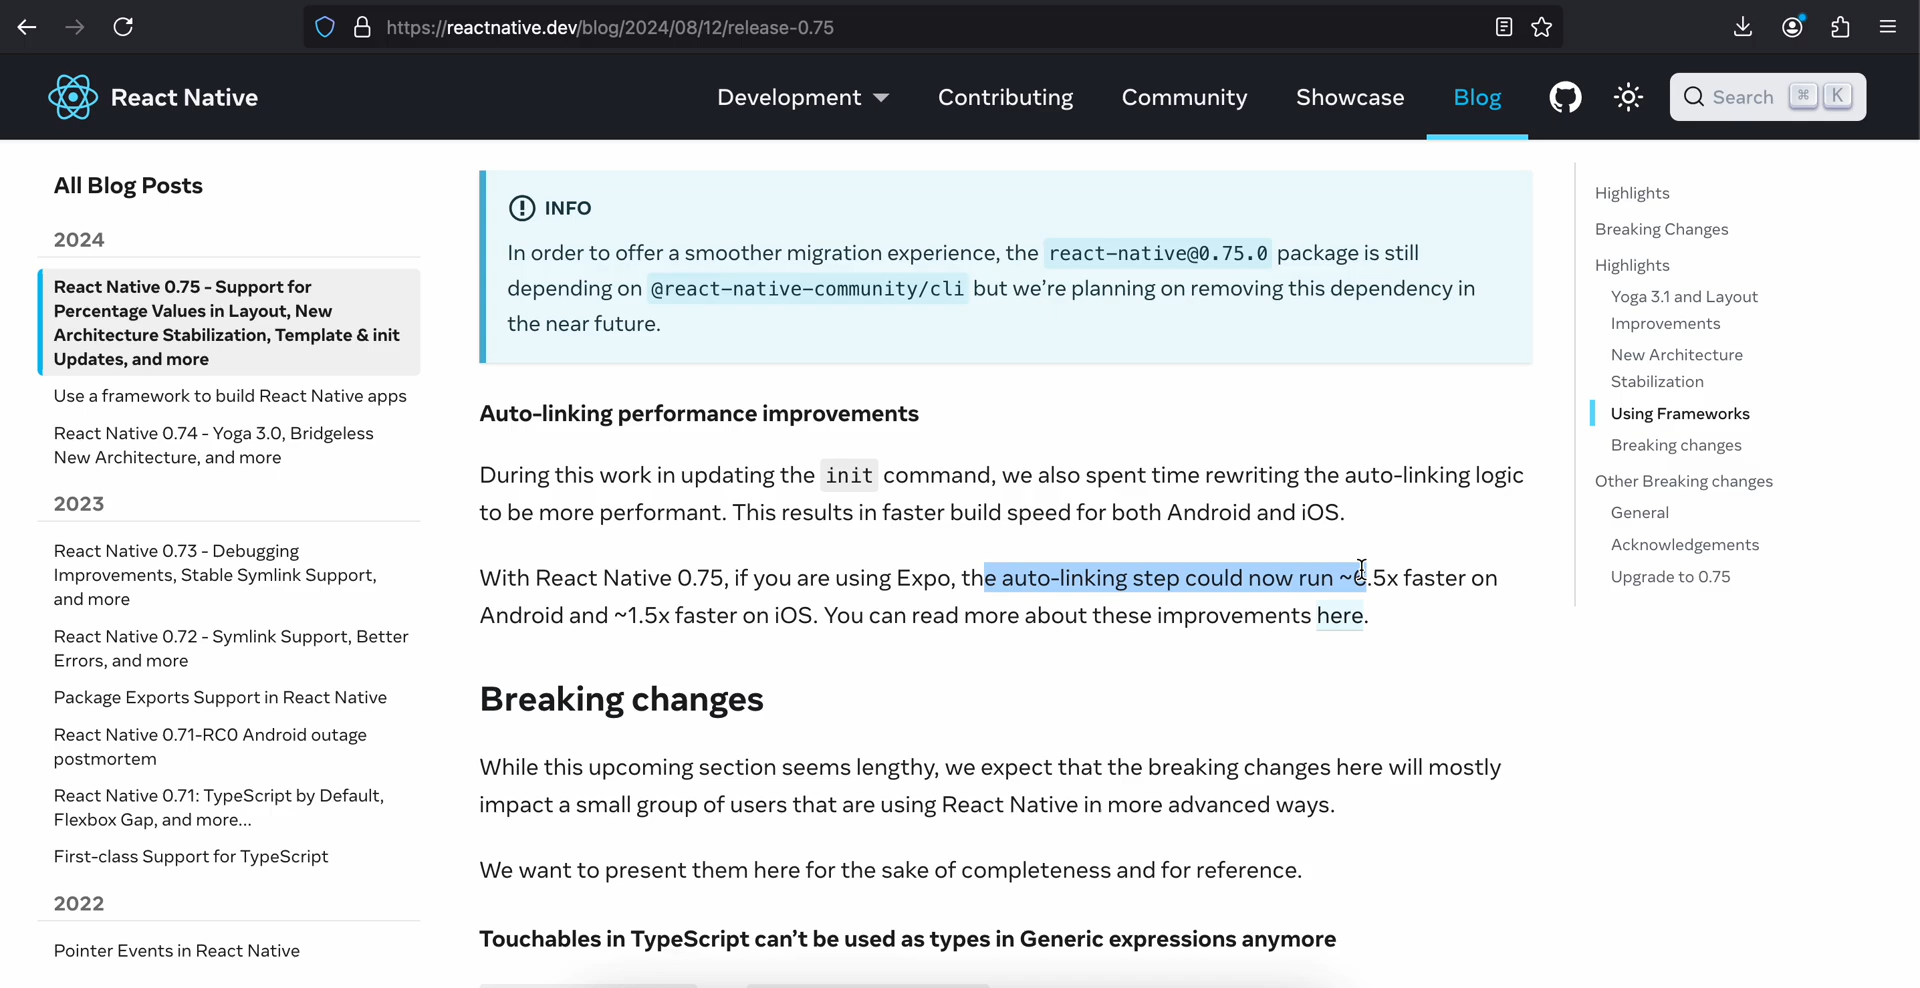 https://reactnative.dev/blog/2024/08/12/release-0.75
React Native
Development
Contributing
Community
Showcase
Blog
Search ⌘ K
All Blog Posts
2024
React Native 0.75 - Support for
Percentage Values in Layout, New
Architecture Stabilization, Template & init
Updates, and more
Use a framework to build React Native apps
React Native 0.74 - Yoga 3.0, Bridgeless
New Architecture, and more
2023
React Native 0.73 - Debugging
Improvements, Stable Symlink Support,
and more
React Native 0.72 - Symlink Support, Better
Errors, and more
Package Exports Support in React Native
React Native 0.71-RC0 Android outage
postmortem
React Native 0.71: TypeScript by Default,
Flexbox Gap, and more...
First-class Support for TypeScript
2022
Pointer Events in React Native
INFO
In order to offer a smoother migration experience, the react-native@0.75.0 package is still
depending on @react-native-community/cli but we’re planning on removing this dependency in
the near future.
Auto-linking performance improvements
During this work in updating the init command, we also spent time rewriting the auto-linking logic
to be more performant. This results in faster build speed for both Android and iOS.
With React Native 0.75, if you are using Expo, the auto-linking step could now run faster on
Android and ~1.5x faster on iOS. You can read more about these improvements here.
Breaking changes
While this upcoming section seems lengthy, we expect that the breaking changes here will mostly
impact a small group of users that are using React Native in more advanced ways.
We want to present them here for the sake of completeness and for reference.
Touchables in TypeScript can’t be used as types in Generic expressions anymore
Highlights
Breaking Changes
Highlights
Yoga 3.1 and Layout
Improvements
New Architecture
Stabilization
Using Frameworks
Breaking changes
Other Breaking changes
General
Acknowledgements
Upgrade to 0.75